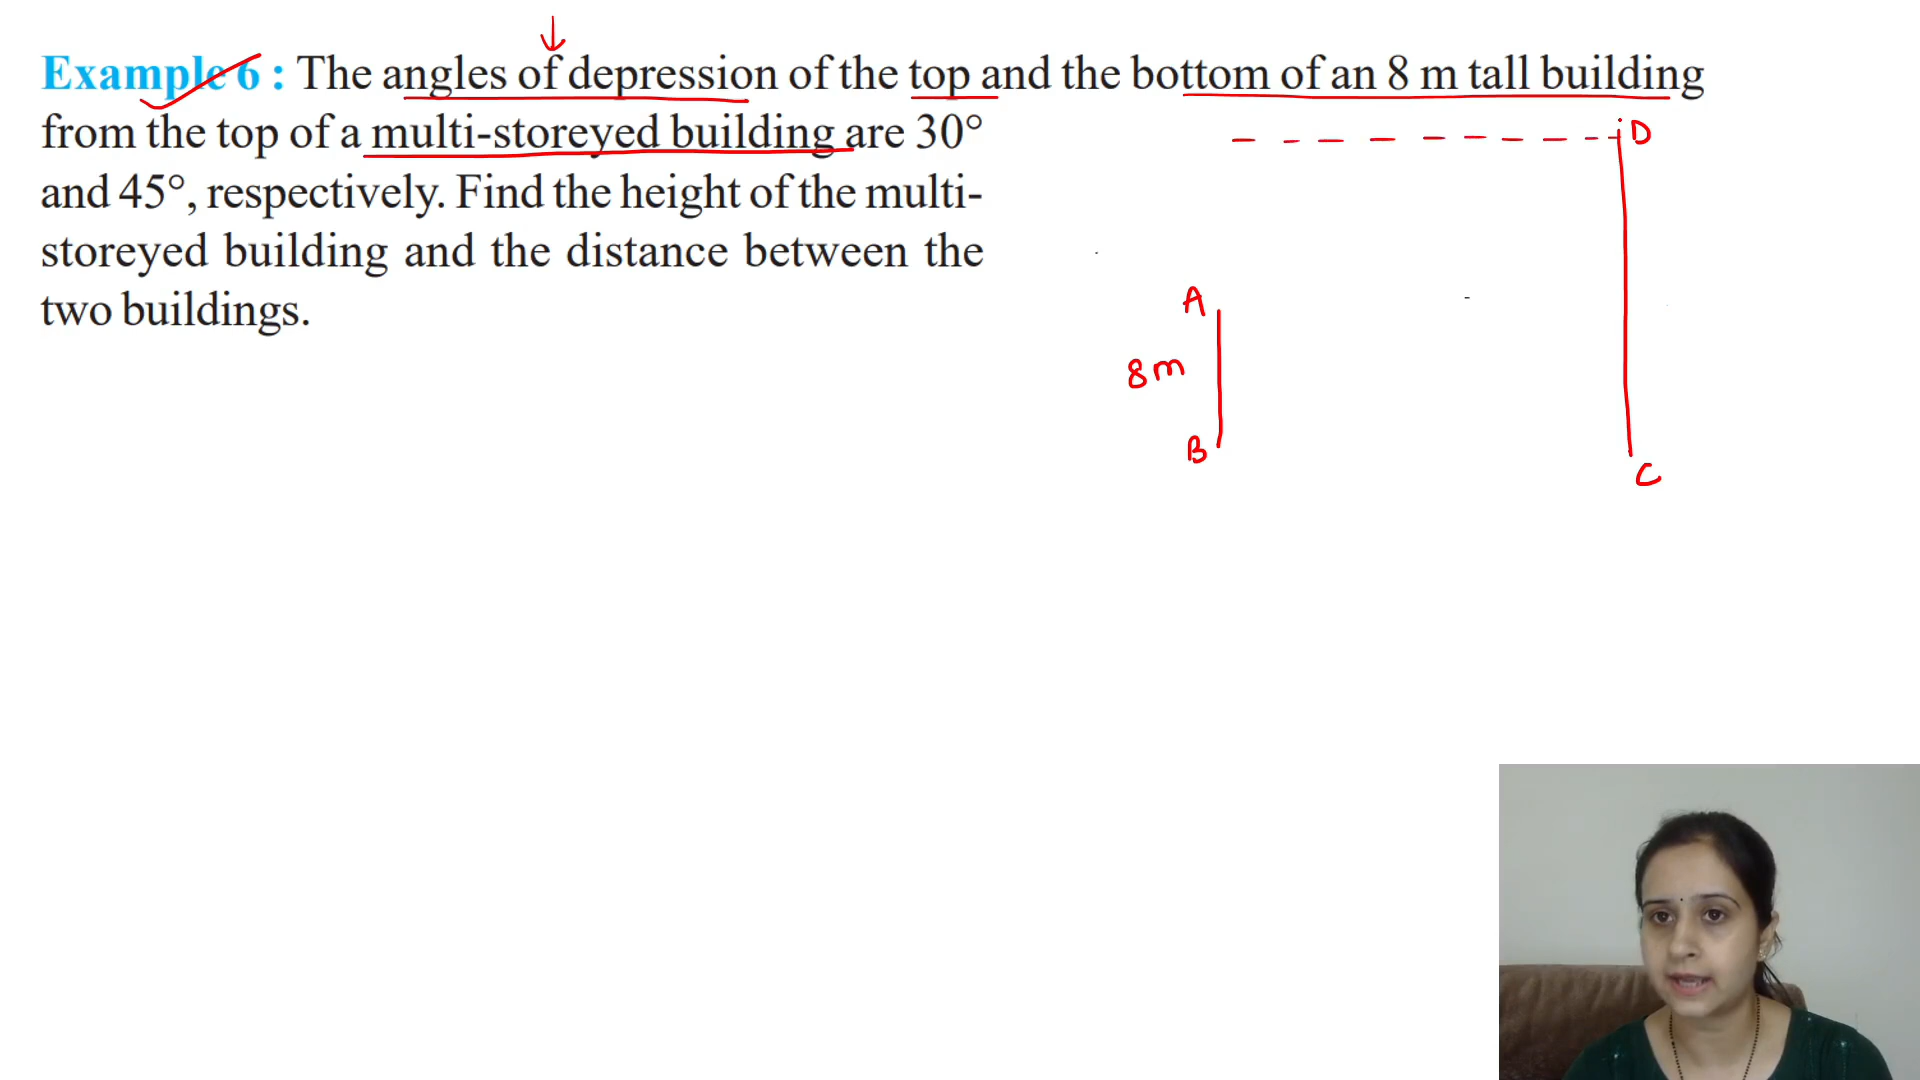 Example 6 : The angles of depression of the top and the bottom of an 8 m tall building
from the top of a multi-storeyed building are 30°
and 45°, respectively. Find the height of the multi-
storeyed building and the distance between the
two buildings.
D
A
8m
B
C